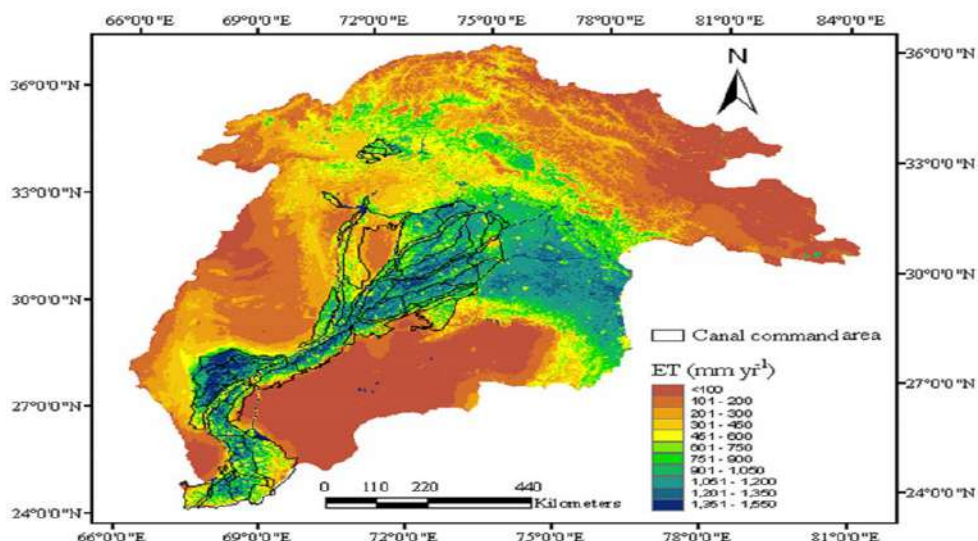 66°0'0"E 69°0'0"E 72°0'0"E 75°0'0"E 78°0'0"E 81°0'0"E 84°0'0"E
N
36°0'0"N 36°0'0"N
33°0'0"N 33°0'0"N
30°0'0"N 30°0'0"N
Canal command area
ET (mm yr⁻¹)
<100
101 - 200
27°0'0"N 201 - 300 27°0'0"N
301 - 450
451 - 600
601 - 750
751 - 900
901 - 1,050
0 110 220 440 1,051 - 1,200
Kilometers 1,201 - 1,350
24°0'0"N 1,351 - 1,550 24°0'0"N
66°0'0"E 69°0'0"E 72°0'0"E 75°0'0"E 78°0'0"E 81°0'0"E